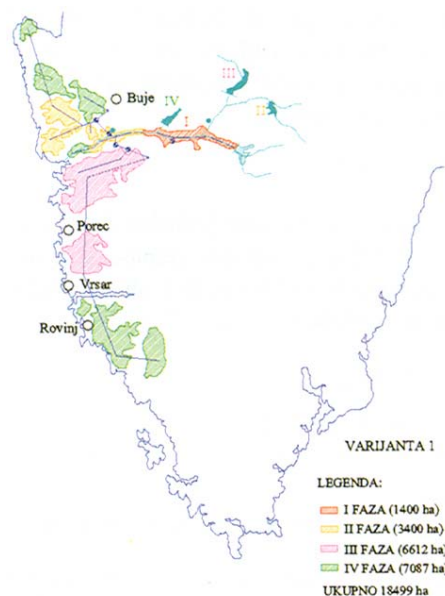 III
Buje
IV
II
I
Porec
Vrsar
Rovinj
VARIJANTA 1
LEGENDA:
I FAZA (1400 ha)
II FAZA (3400 ha)
III FAZA (6612 ha)
IV FAZA (7087 ha)
UKUPNO 18499 ha